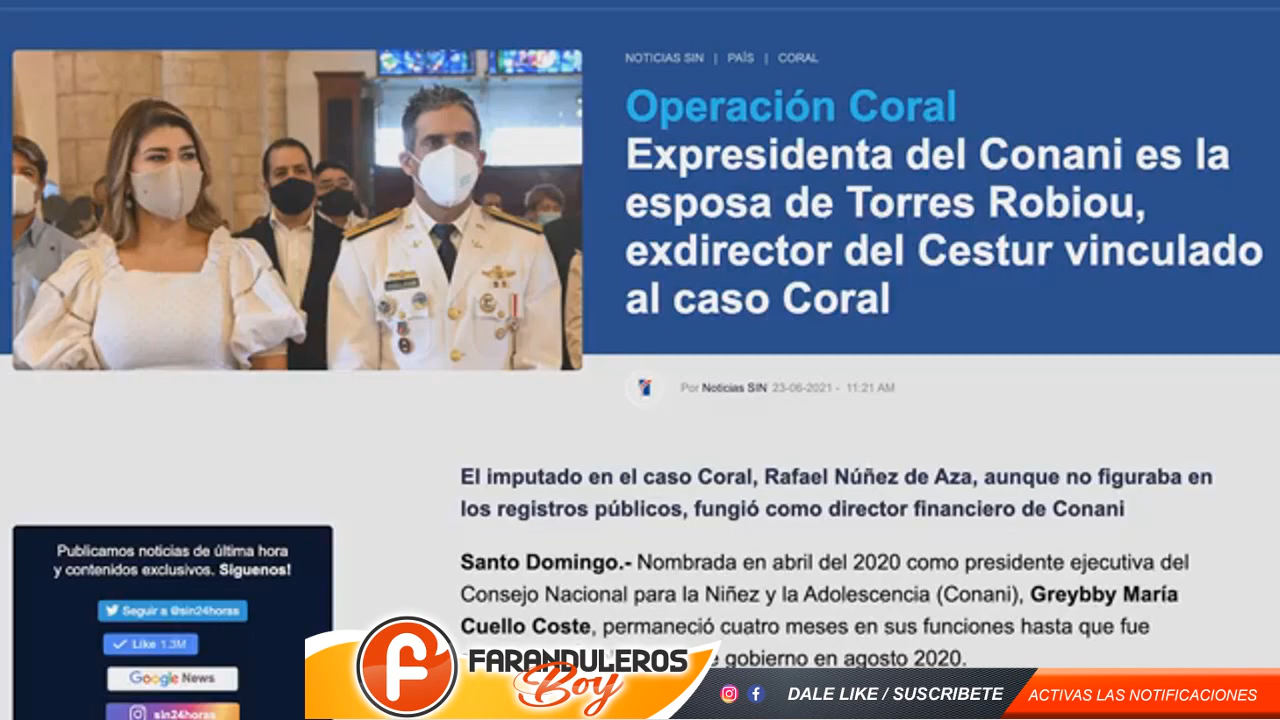 NOTICIAS SIN | PAÍS | CORAL
Operación Coral
Expresidenta del Conani es la
esposa de Torres Robiou,
exdirector del Cestur vinculado
al caso Coral
Por Noticias SIN 23-06-2021 - 11:21 AM
El imputado en el caso Coral, Rafael Núñez de Aza, aunque no figuraba en
los registros públicos, fungió como director financiero de Conani
Santo Domingo.- Nombrada en abril del 2020 como presidente ejecutiva del
Consejo Nacional para la Niñez y la Adolescencia (Conani), Greybby María
Cuello Coste, permaneció cuatro meses en sus funciones hasta que fue
e gobierno en agosto 2020.
Publicamos noticias de última hora
y contenidos exclusivos. Síguenos!
Seguir a @sin24horas
Like 1.3M
Google News
sin24horas
f
FARANDULEROS
Boy
DALE LIKE / SUSCRIBETE
ACTIVAS LAS NOTIFICACIONES